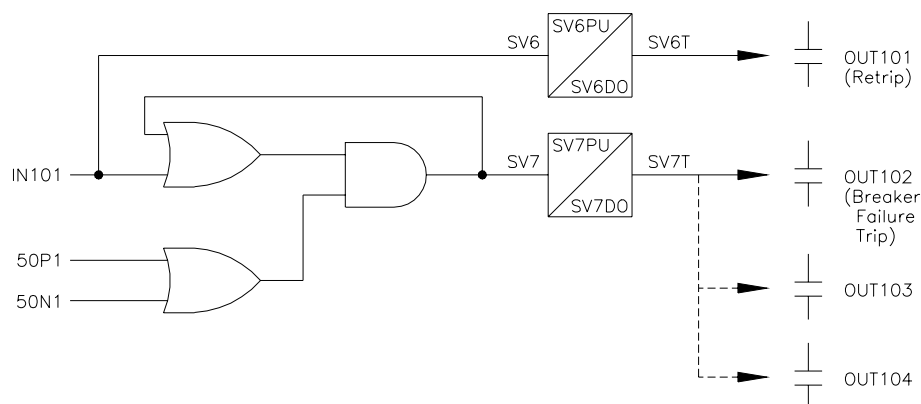 SV6
SV6PU
SV6DO
SV6T
OUT101
(Retrip)
IN101
SV7
SV7PU
SV7DO
SV7T
OUT102
(Breaker
Failure
Trip)
50P1
50N1
OUT103
OUT104